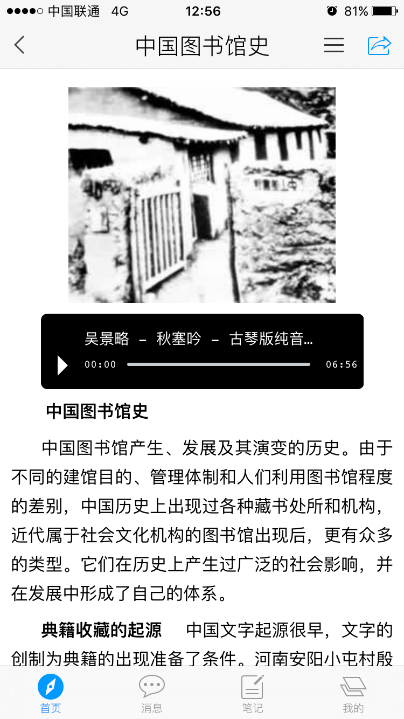 中国联通 4G 12:56 81%
中国图书馆史
吴景略 - 秋塞吟 - 古琴版纯音...
00:00 06:56
中国图书馆史
中国图书馆产生、发展及其演变的历史。由于
不同的建馆目的、管理体制和人们利用图书馆程度
的差别，中国历史上出现过各种藏书处所和机构，
近代属于社会文化机构的图书馆出现后，更有众多
的类型。它们在历史上产生过广泛的社会影响，并
在发展中形成了自己的体系。
典籍收藏的起源 中国文字起源很早，文字的
创制为典籍的出现准备了条件。河南安阳小屯村殷
首页 消息 笔记 我的